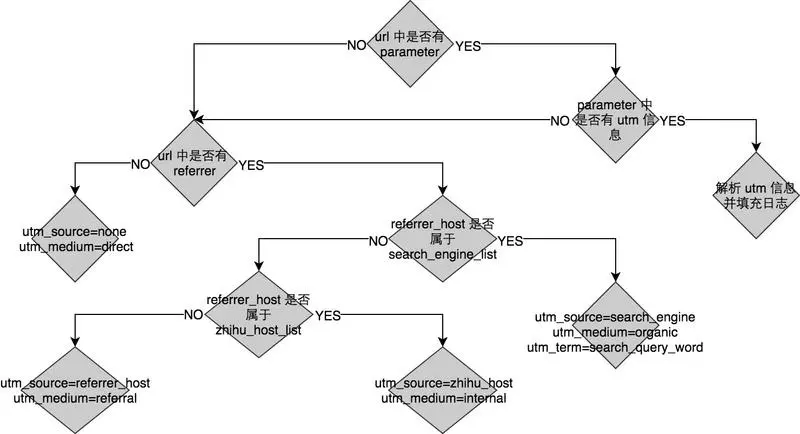 url 中是否有
parameter
NO
YES
parameter 中
是否有 utm 信
息
NO
YES
url 中是否有
referrer
NO
YES
解析 utm 信息
并填充日志
utm_source=none
utm_medium=direct
referrer_host 是否
属于
search_engine_list
NO
YES
referrer_host 是否
属于
zhihu_host_list
NO
YES
utm_source=search_engine
utm_medium=organic
utm_term=search_query_word
utm_source=referrer_host
utm_medium=referral
utm_source=zhihu_host
utm_medium=internal